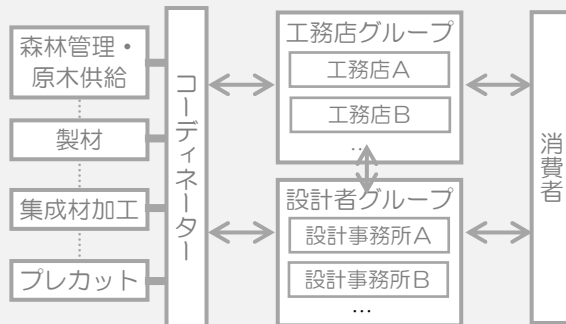 森林管理・
原木供給
製材
集成材加工
プレカット
コーディネーター
工務店グループ
工務店A
工務店B
…
設計者グループ
設計事務所A
設計事務所B
…
消費者